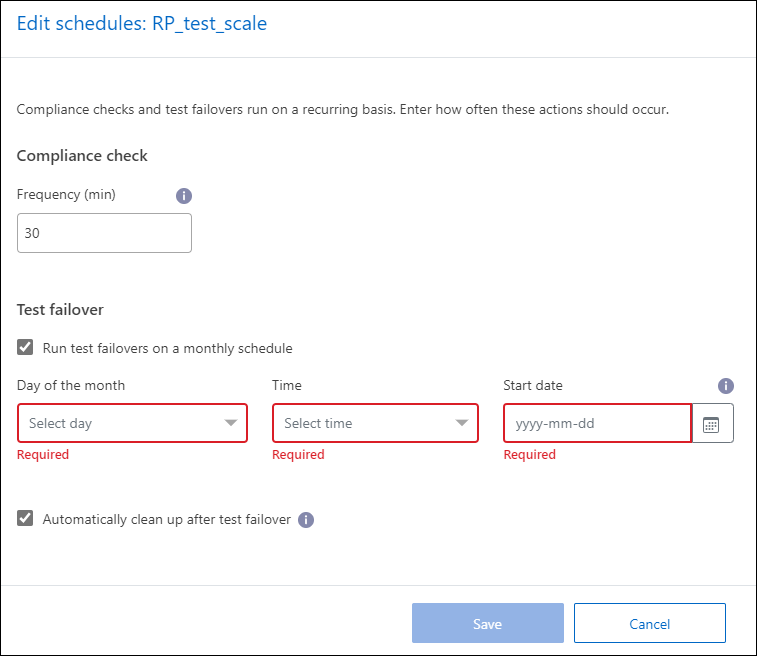 Edit schedules: RP_test_scale
Compliance checks and test failovers run on a recurring basis. Enter how often these actions should occur.
Compliance check
Frequency (min)
30
Test failover
Run test failovers on a monthly schedule
Day of the month Time Start date
Select day Select time yyyy-mm-dd
Required Required Required
Automatically clean up after test failover
Save Cancel